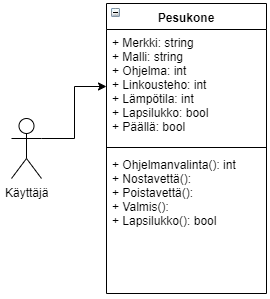 Pesukone
+ Merkki: string
+ Malli: string
+ Ohjelma: int
+ Linkousteho: int
+ Lämpötila: int
+ Lapsilukko: bool
+ Päällä: bool
Käyttäjä
+ Ohjelmanvalinta(): int
+ Nostavettä():
+ Poistavettä():
+ Valmis():
+ Lapsilukko(): bool